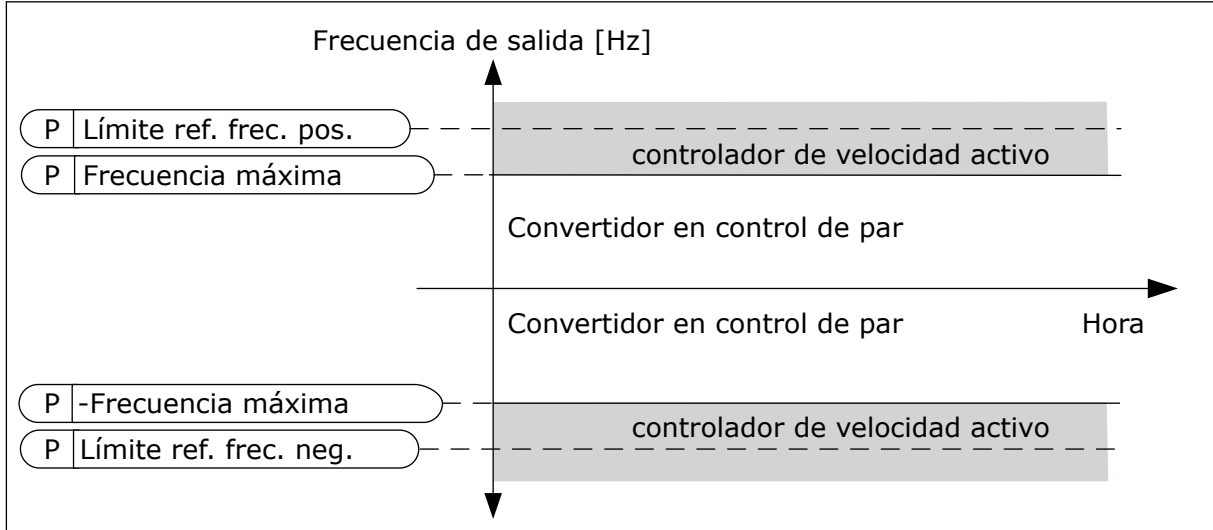 Frecuencia de salida [Hz]
P Límite ref. frec. pos.
controlador de velocidad activo
P Frecuencia máxima
Convertidor en control de par
Convertidor en control de par
Hora
P -Frecuencia máxima
controlador de velocidad activo
P Límite ref. frec. neg.